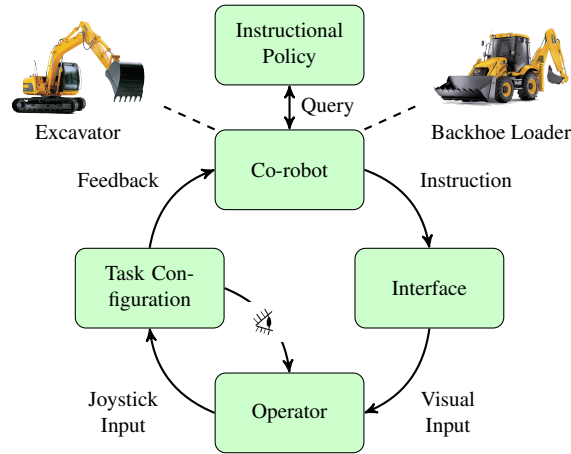 Instructional
Policy
Query
Excavator
Backhoe Loader
Co-robot
Feedback
Instruction
Task Con-
figuration
Interface
Joystick
Input
Operator
Visual
Input